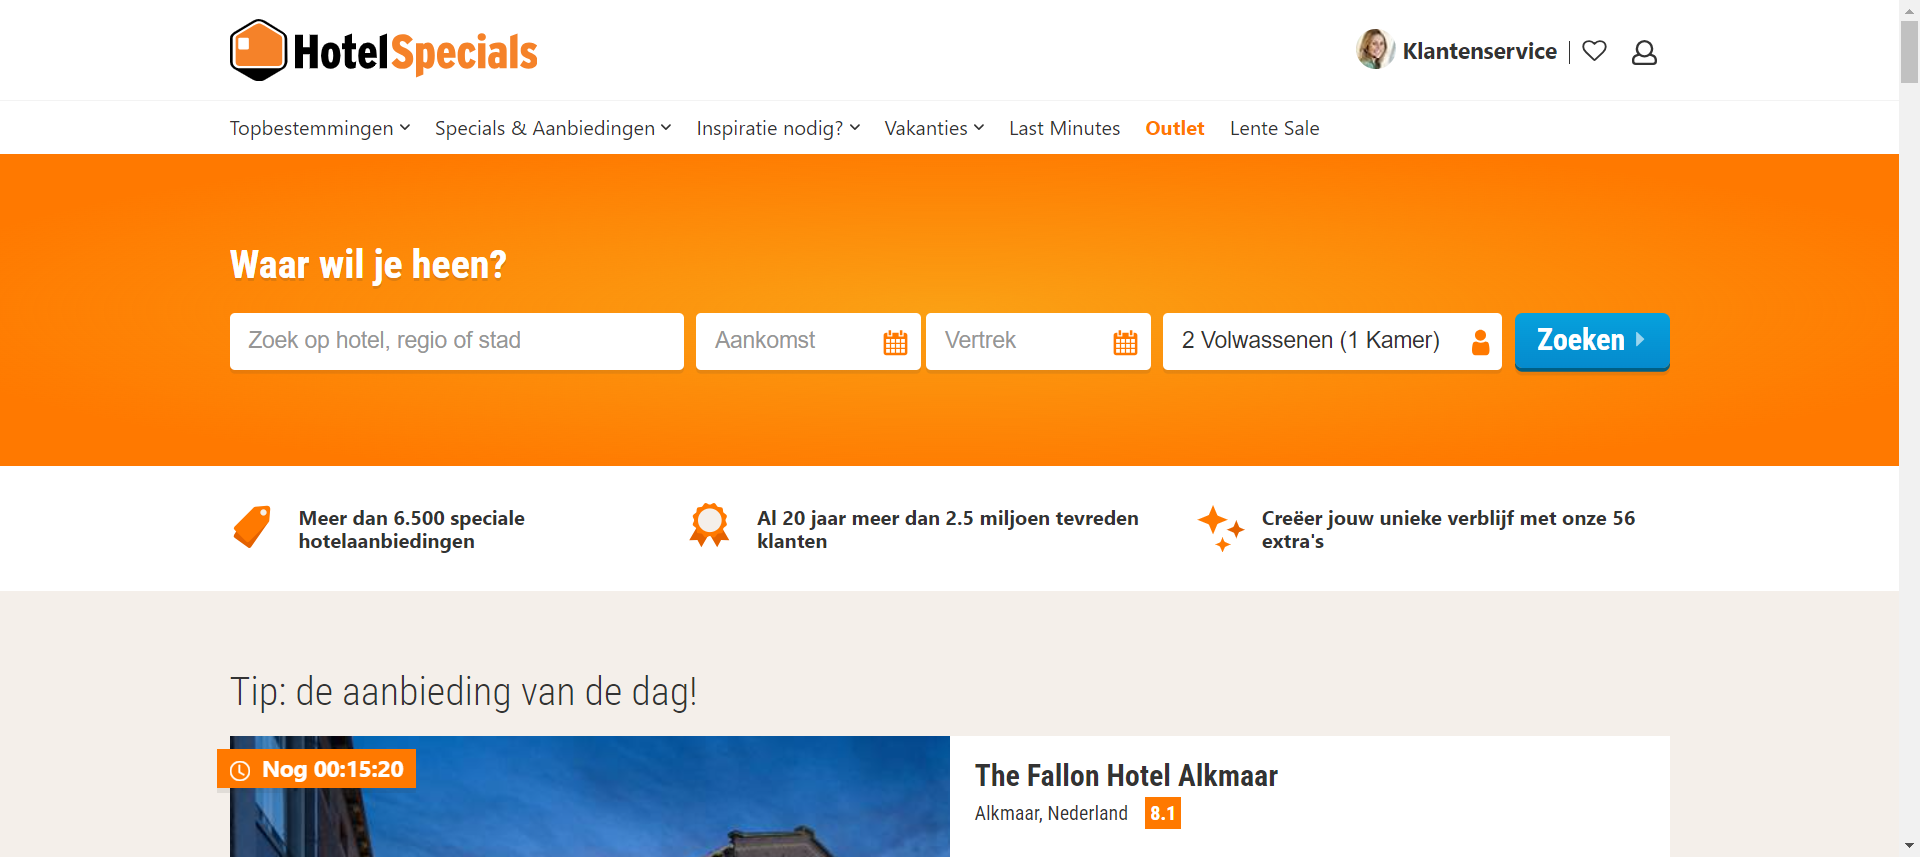 HotelSpecials
Klantenservice
Topbestemmingen
Specials & Aanbiedingen
Inspiratie nodig?
Vakanties
Last Minutes
Outlet
Lente Sale
Waar wil je heen?
Zoek op hotel, regio of stad
Aankomst
Vertrek
2 Volwassenen (1 Kamer)
Zoeken
Meer dan 6.500 speciale
hotelaanbiedingen
Al 20 jaar meer dan 2.5 miljoen tevreden
klanten
Creëer jouw unieke verblijf met onze 56
extra's
Tip: de aanbieding van de dag!
Nog 00:15:20
The Fallon Hotel Alkmaar
Alkmaar, Nederland
8.1